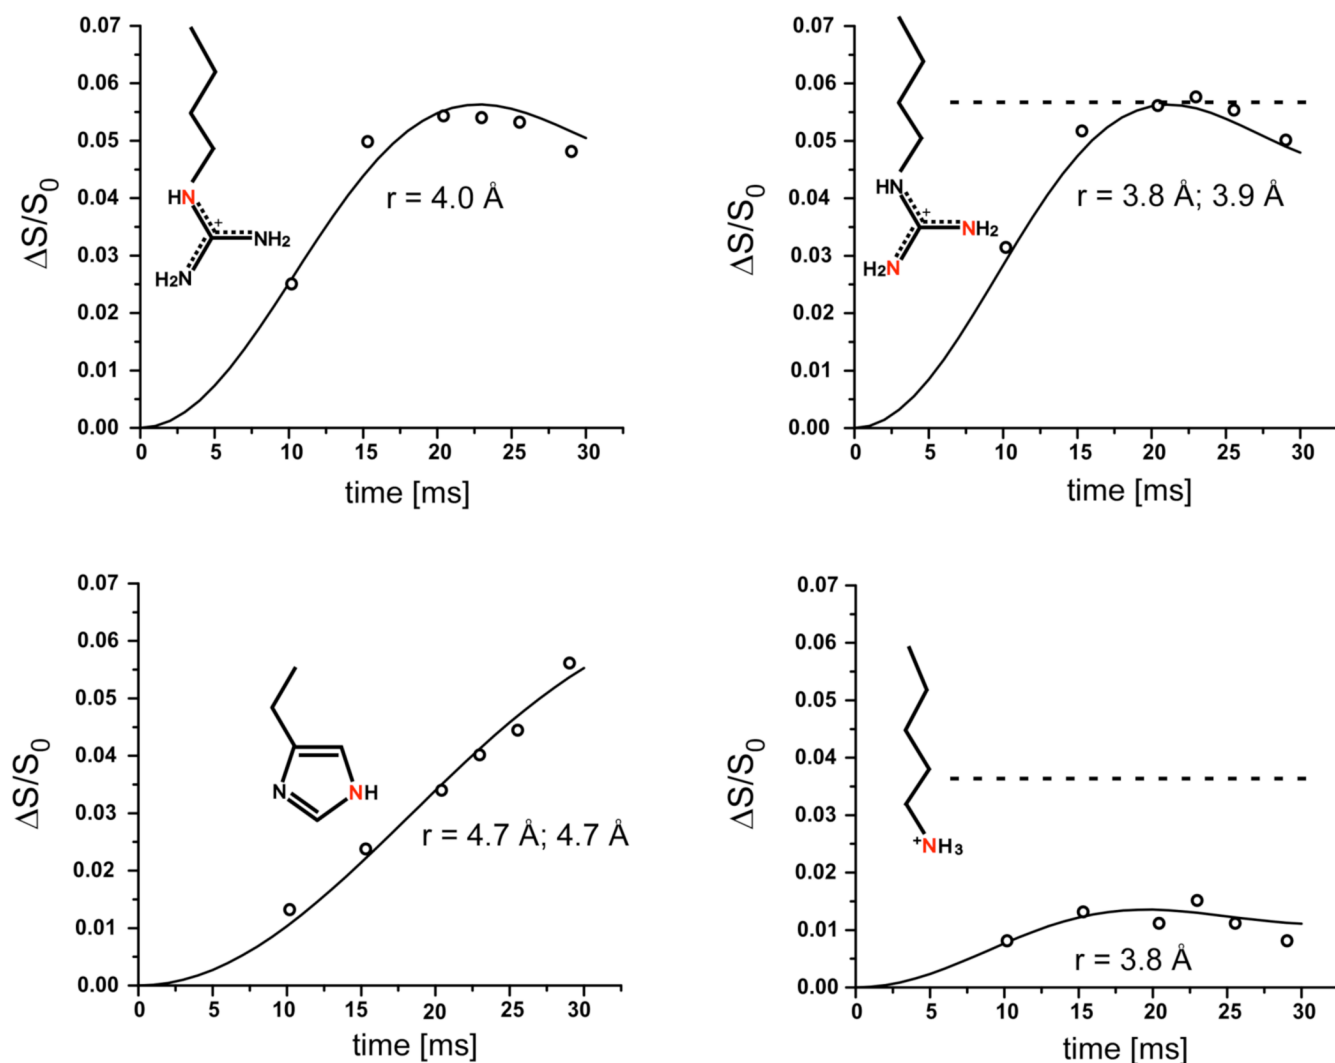 0.07
0.06
0.05
0.04
0.03
0.02
0.01
0.00
0 5 10 15 20 25 30
ΔS/S₀
time [ms]
HN
+
NH₂
H₂N
r = 4.0 Å
0.07
0.06
0.05
0.04
0.03
0.02
0.01
0.00
0 5 10 15 20 25 30
ΔS/S₀
time [ms]
HN
+
NH₂
H₂N
r = 3.8 Å; 3.9 Å
0.07
0.06
0.05
0.04
0.03
0.02
0.01
0.00
0 5 10 15 20 25 30
ΔS/S₀
time [ms]
N
NH
r = 4.7 Å; 4.7 Å
0.07
0.06
0.05
0.04
0.03
0.02
0.01
0.00
0 5 10 15 20 25 30
ΔS/S₀
time [ms]
⁺NH₃
r = 3.8 Å